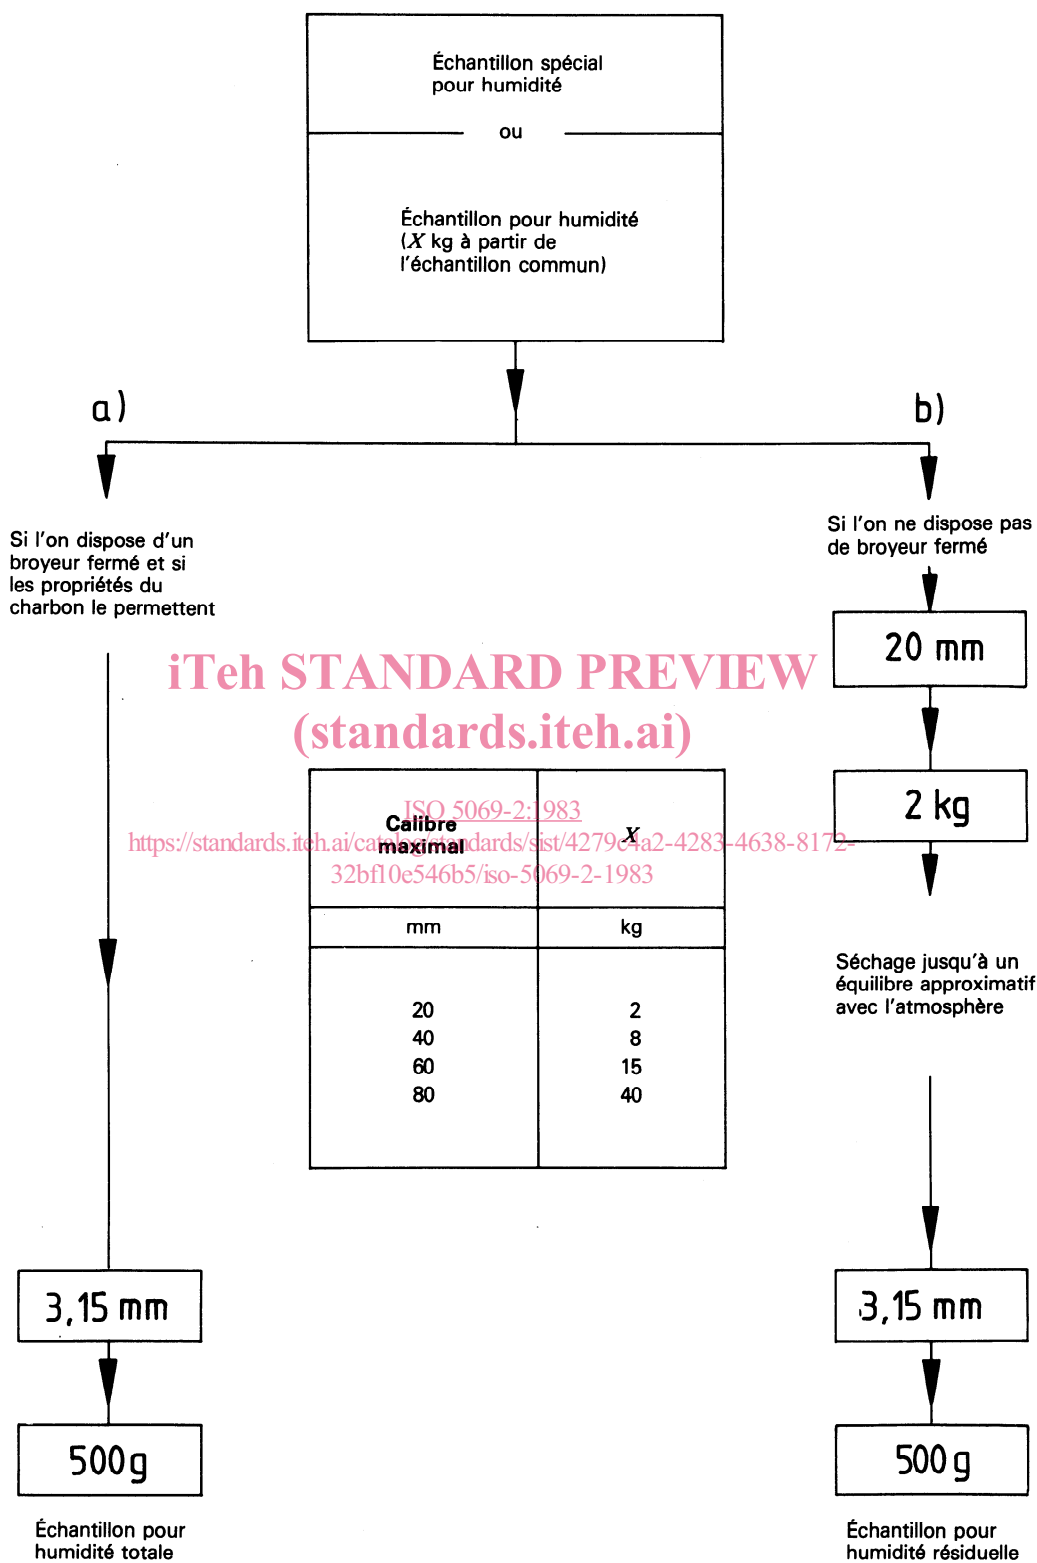 Échantillon spécial
pour humidité
ou
Échantillon pour humidité
(X kg à partir de
l'échantillon commun)
a)
b)
Si l'on dispose d'un
broyeur fermé et si
les propriétés du
charbon le permettent
Si l'on ne dispose pas
de broyeur fermé
20 mm
2 kg
Séchage jusqu'à un
équilibre approximatif
avec l'atmosphère
iTeh STANDARD PREVIEW
(standards.iteh.ai)
ISO 5069-2:1983
https://standards.iteh.ai/catalog/standards/sist/4279c4a2-4283-4638-8172-
32bf10e546b5/iso-5069-2-1983
Calibre
maximal
X
mm kg
20 2
40 8
60 15
80 40
3,15 mm
500 g
Échantillon pour
humidité totale
3,15 mm
500 g
Échantillon pour
humidité résiduelle